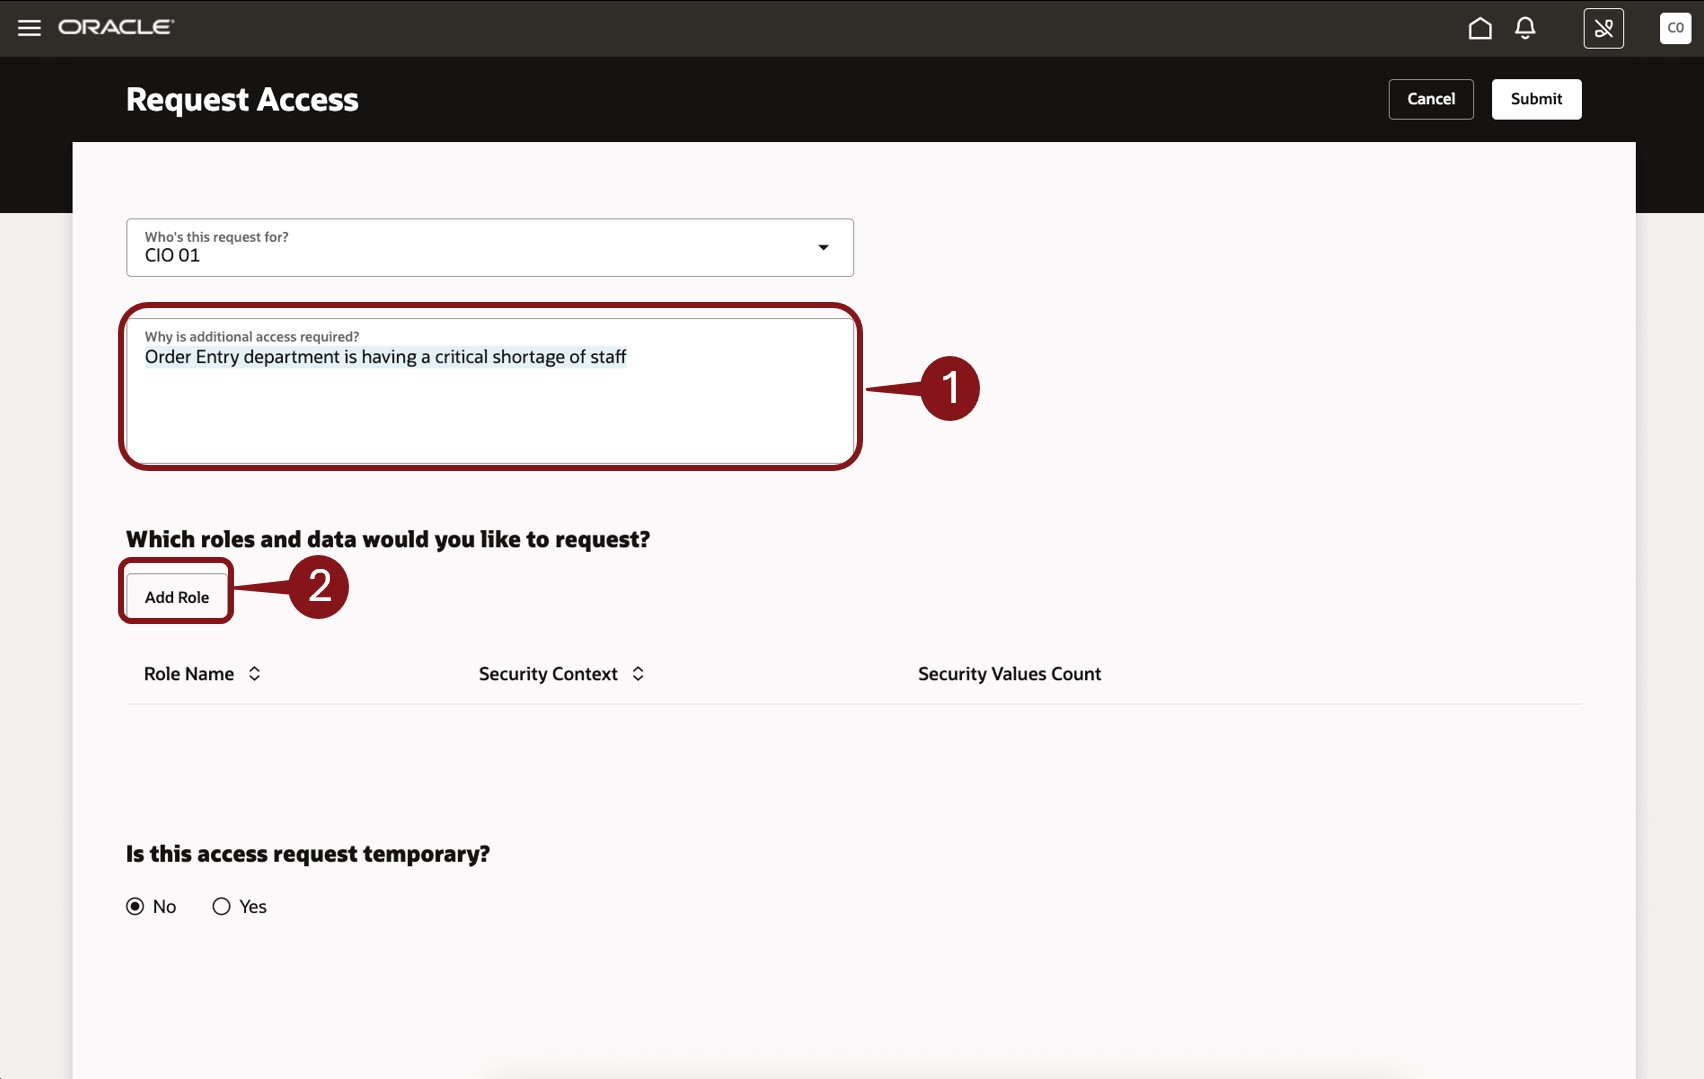 ORACLE
C0
Request Access
Cancel
Submit
Who's this request for?
CIO 01
Why is additional access required?
Order Entry department is having a critical shortage of staff
1
Which roles and data would you like to request?
Add Role
2
Role Name
Security Context
Security Values Count
Is this access request temporary?
No
Yes